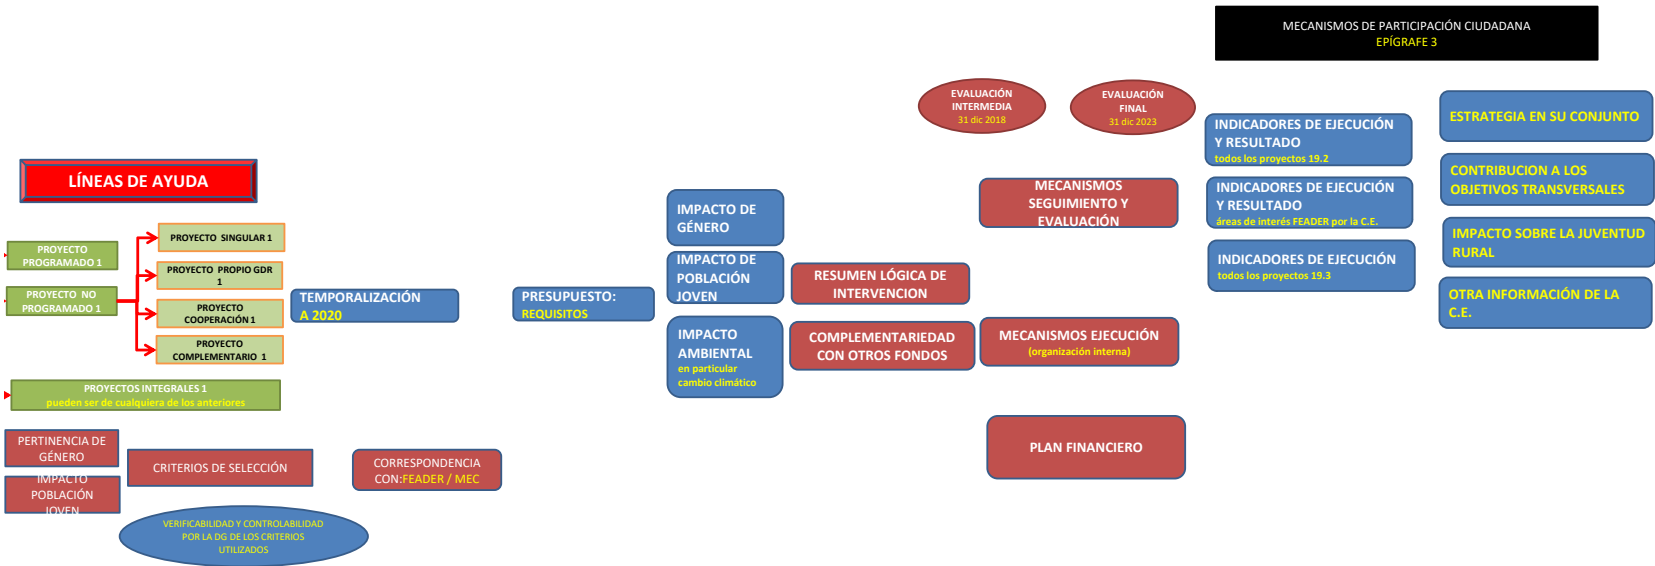 MECANISMOS DE PARTICIPACIÓN CIUDADANA
EPÍGRAFE 3
EVALUACIÓN
INTERMEDIA
31 dic 2018
EVALUACIÓN
FINAL
31 dic 2023
INDICADORES DE EJECUCIÓN
Y RESULTADO
todos los proyectos 19.2
ESTRATEGIA EN SU CONJUNTO
LÍNEAS DE AYUDA
MECANISMOS
SEGUIMIENTO Y
EVALUACIÓN
INDICADORES DE EJECUCIÓN
Y RESULTADO
áreas de interés FEADER por la C.E.
CONTRIBUCION A LOS
OBJETIVOS TRANSVERSALES
IMPACTO DE
GÉNERO
PROYECTO
PROGRAMADO 1
PROYECTO SINGULAR 1
IMPACTO SOBRE LA JUVENTUD
RURAL
INDICADORES DE EJECUCIÓN
todos los proyectos 19.3
PROYECTO PROPIO GDR
1
IMPACTO DE
POBLACIÓN
JOVEN
RESUMEN LÓGICA DE
INTERVENCION
PROYECTO NO
PROGRAMADO 1
PROYECTO
COOPERACIÓN 1
TEMPORALIZACIÓN
A 2020
PRESUPUESTO:
REQUISITOS
OTRA INFORMACIÓN DE LA
C.E.
PROYECTO
COMPLEMENTARIO 1
IMPACTO
AMBIENTAL
en particular
cambio climático
COMPLEMENTARIEDAD
CON OTROS FONDOS
MECANISMOS EJECUCIÓN
(organización interna)
PROYECTOS INTEGRALES 1
pueden ser de cualquiera de los anteriores
PERTINENCIA DE
GÉNERO
CRITERIOS DE SELECCIÓN
CORRESPONDENCIA
CON:FEADER / MEC
PLAN FINANCIERO
IMPACTO
POBLACIÓN
JOVEN
VERIFICABILIDAD Y CONTROLABILIDAD
POR LA DG DE LOS CRITERIOS
UTILIZADOS